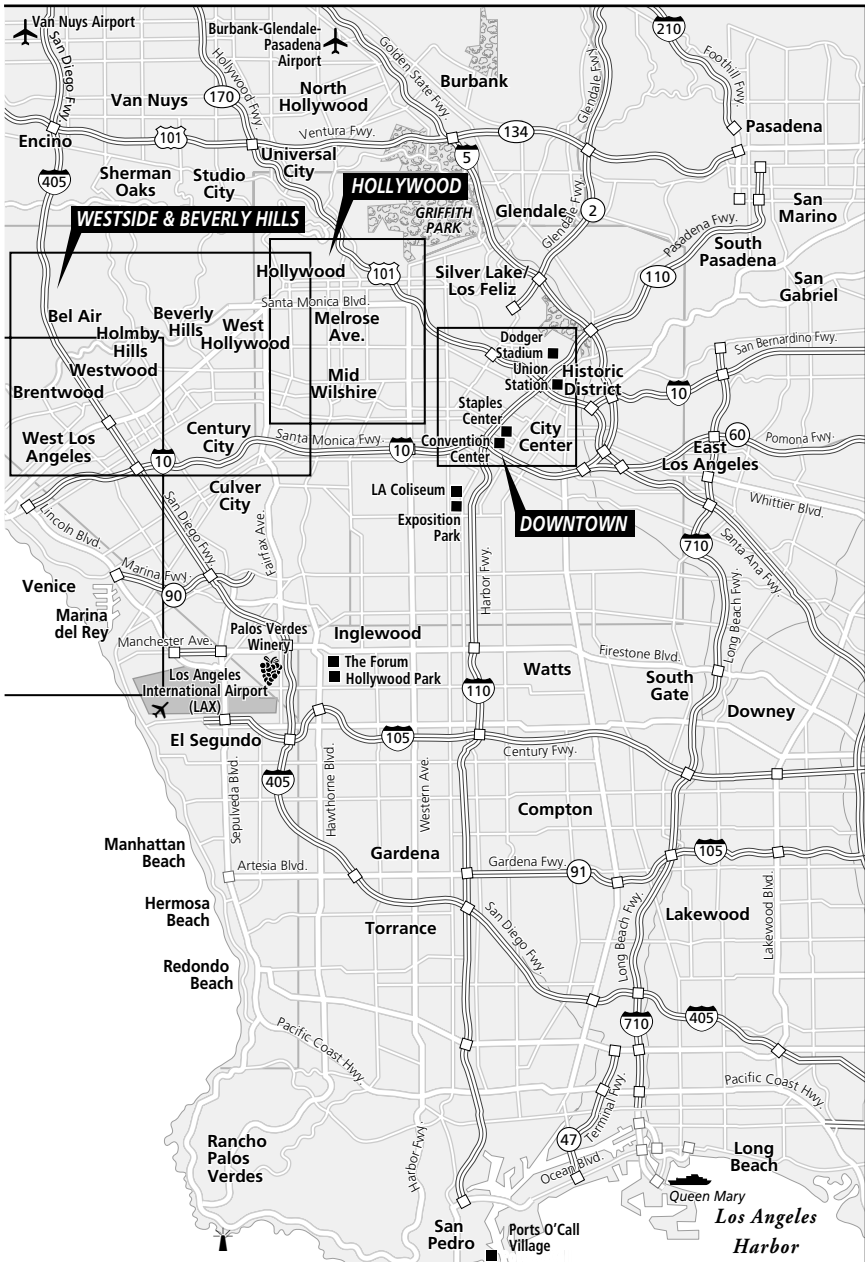 Van Nuys Airport
Burbank-Glendale-
Pasadena
Airport
San Diego Fwy.
Hollywood Fwy.
Golden State Fwy.
Glendale Fwy.
210
Foothill Fwy.
Burbank
North
Hollywood
Van Nuys
170
Encino
101
Ventura Fwy.
134
Pasadena
5
Universal
City
405
Sherman
Oaks
Studio
City
HOLLYWOOD
WESTSIDE & BEVERLY HILLS
GRIFFITH
PARK
Glendale
Glendale Fwy.
2
San
Marino
Pasadena Fwy.
South
Pasadena
110
San
Gabriel
Hollywood
101
Silver Lake/
Los Feliz
Santa Monica Blvd.
Bel Air
Holmby
Hills
Beverly
Hills
West
Hollywood
Melrose
Ave.
Westwood
Mid
Wilshire
Brentwood
Dodger
Stadium
Union
Station
Historic
District
San Bernardino Fwy.
10
Staples
Center
City
Center
Convention
Center
West Los
Angeles
Century
City
10
Santa Monica Fwy.
10
East
Los Angeles
60
Pomona Fwy.
Culver
City
LA Coliseum
Exposition
Park
DOWNTOWN
Whittier Blvd.
710
Santa Ana Fwy.
Lincoln Blvd.
San Diego Fwy.
Fairfax Ave.
Harbor Fwy.
Long Beach Fwy.
Venice
Marina Fwy.
90
Marina
del Rey
Manchester Ave.
Palos Verdes
Winery
Inglewood
The Forum
Hollywood Park
Watts
Firestone Blvd.
South
Gate
Los Angeles
International Airport
(LAX)
110
Downey
El Segundo
105
Century Fwy.
405
Sepulveda Blvd.
Hawthorne Blvd.
Western Ave.
Compton
Manhattan
Beach
Gardena
105
Artesia Blvd.
Gardena Fwy.
91
Hermosa
Beach
Torrance
San Diego Fwy.
Long Beach Fwy.
Lakewood
Lakewood Blvd.
Redondo
Beach
710
405
Pacific Coast Hwy.
Pacific Coast Hwy.
Terminal Fwy.
47
Rancho
Palos
Verdes
Harbor Fwy.
Ocean Blvd.
Long
Beach
Queen Mary
San
Pedro
Ports O'Call
Village
Los Angeles
Harbor